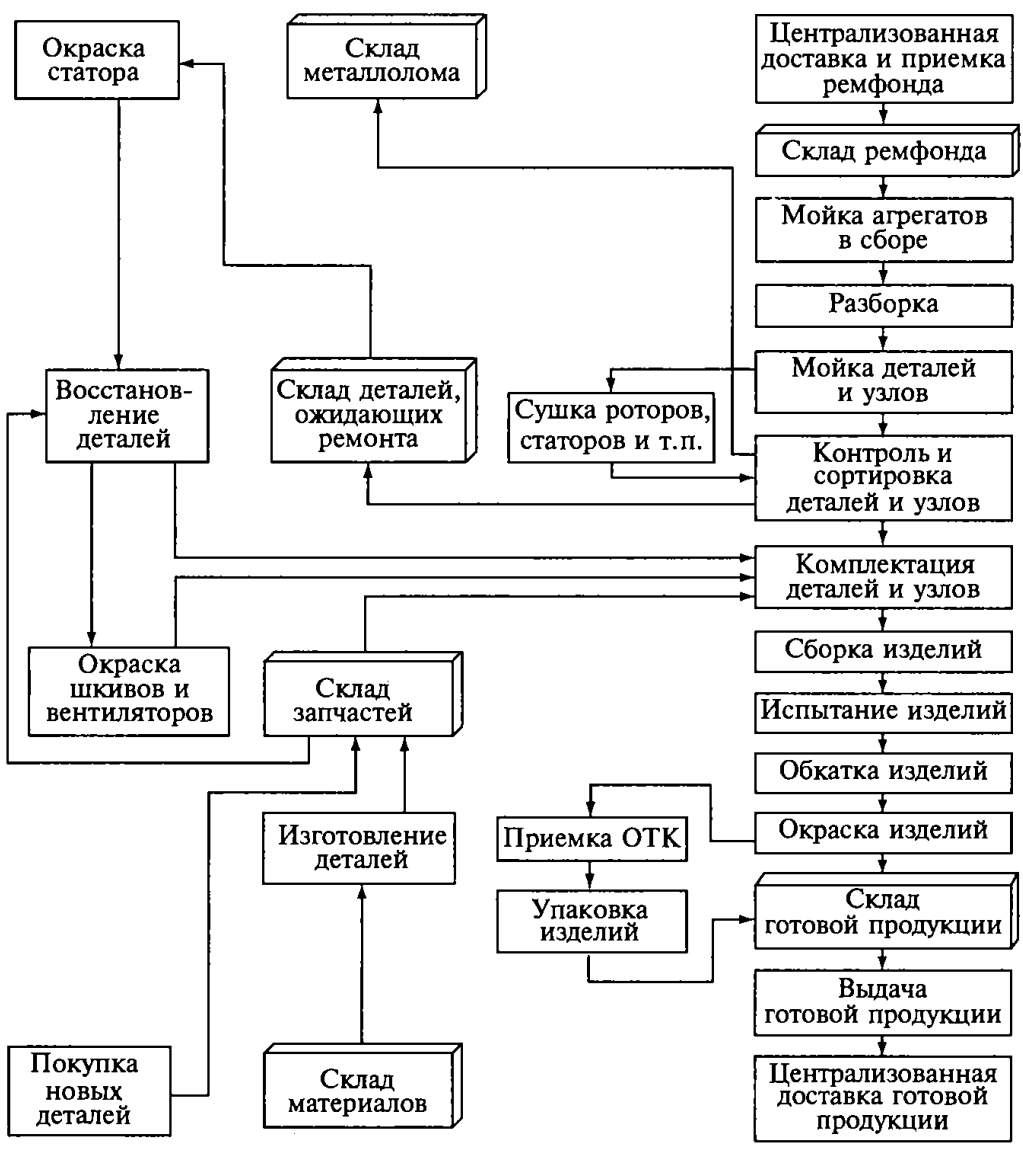 Окраска
статора
Склад
металлолома
Централизованная
доставка и приемка
ремфонда
Склад ремфонда
Мойка агрегатов
в сборе
Разборка
Мойка деталей
и узлов
Восстанов-
ление
деталей
Склад деталей,
ожидающих
ремонта
Сушка роторов,
статоров и т.п.
Контроль и
сортировка
деталей и узлов
Комплектация
деталей и узлов
Сборка изделий
Окраска
шкивов и
вентиляторов
Склад
запчастей
Испытание изделий
Обкатка изделий
Окраска изделий
Изготовление
деталей
Приемка ОТК
Упаковка
изделий
Склад
готовой продукции
Выдача
готовой продукции
Покупка
новых
деталей
Склад
материалов
Централизованная
доставка готовой
продукции